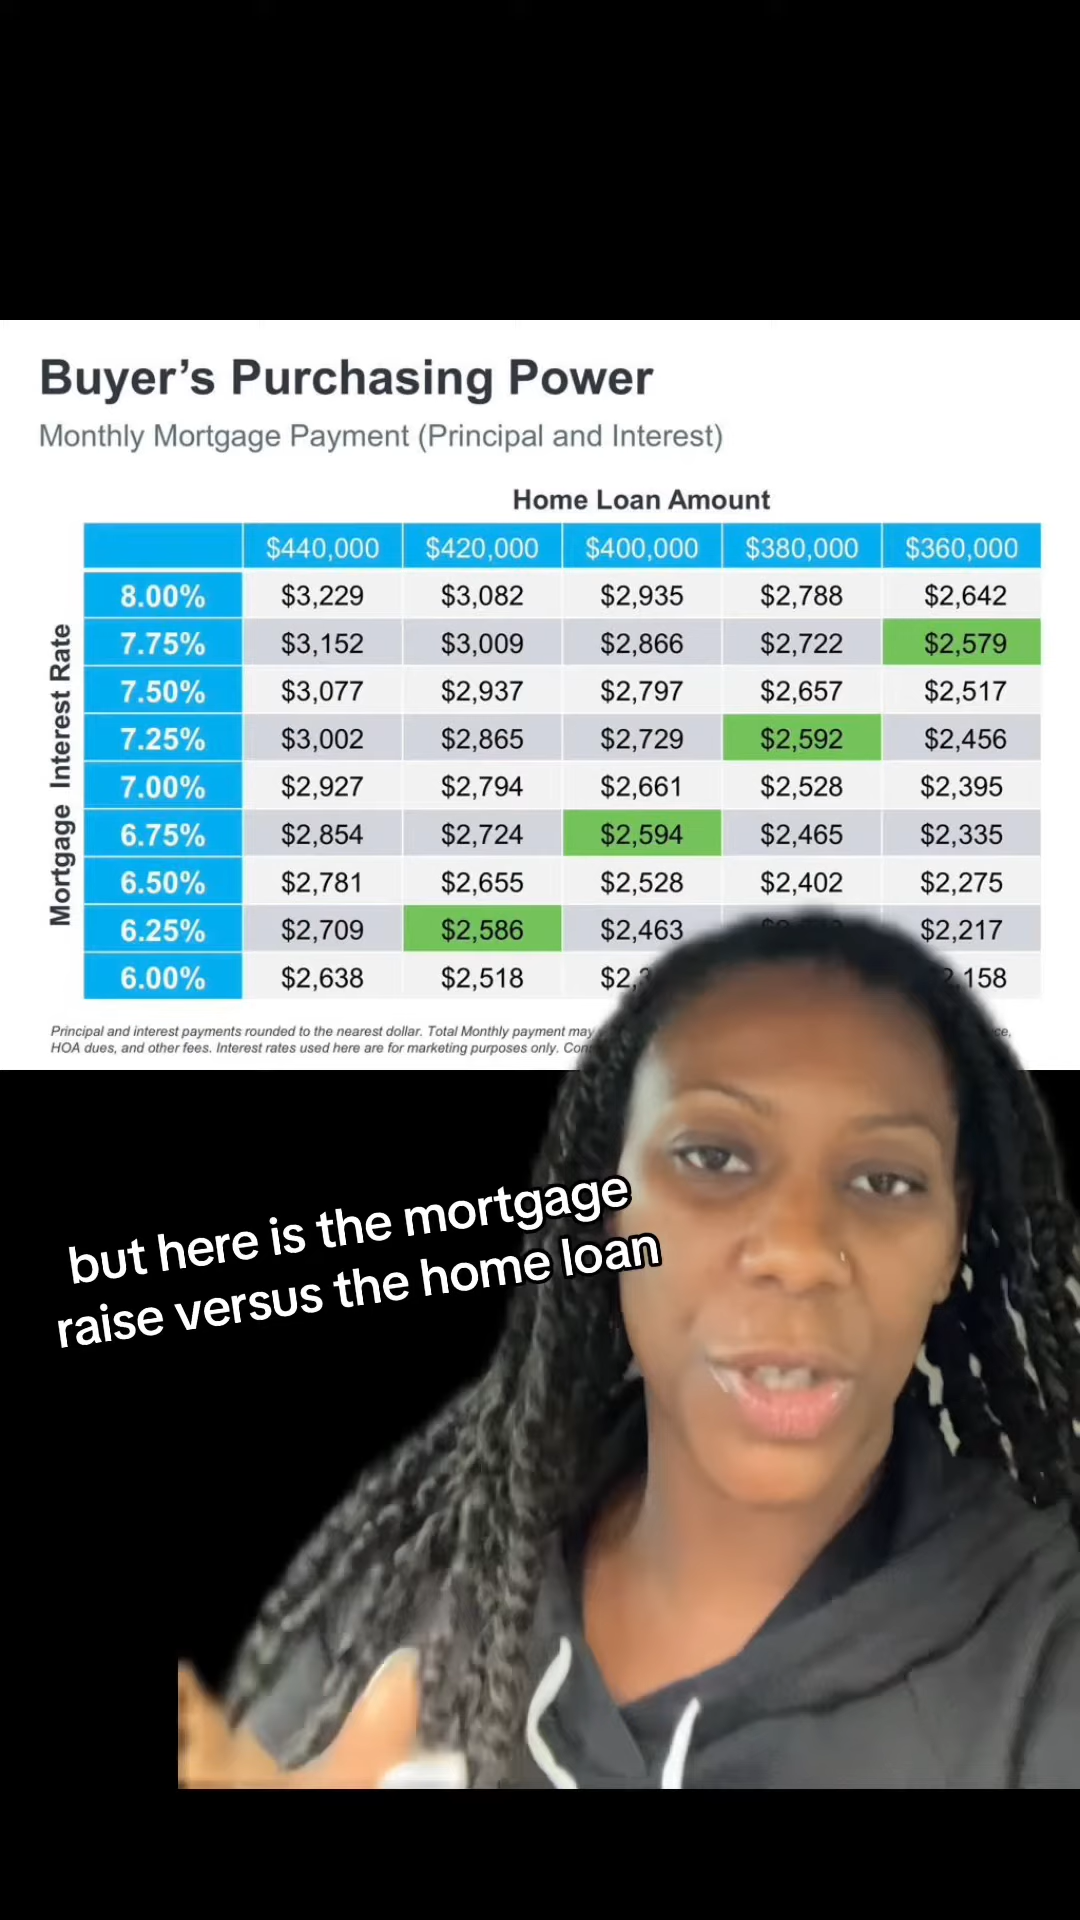 Buyer’s Purchasing Power
Monthly Mortgage Payment (Principal and Interest)
Home Loan Amount
$440,000 $420,000 $400,000 $380,000 $360,000
Mortgage Interest Rate
8.00% $3,229 $3,082 $2,935 $2,788 $2,642
7.75% $3,152 $3,009 $2,866 $2,722 $2,579
7.50% $3,077 $2,937 $2,797 $2,657 $2,517
7.25% $3,002 $2,865 $2,729 $2,592 $2,456
7.00% $2,927 $2,794 $2,661 $2,528 $2,395
6.75% $2,854 $2,724 $2,594 $2,465 $2,335
6.50% $2,781 $2,655 $2,528 $2,402 $2,275
6.25% $2,709 $2,586 $2,463 $2,217
6.00% $2,638 $2,518
Principal and interest payments rounded to the nearest dollar. Total Monthly payment may
HOA dues, and other fees. Interest rates used here are for marketing purposes only.
but here is the mortgage
raise versus the home loan